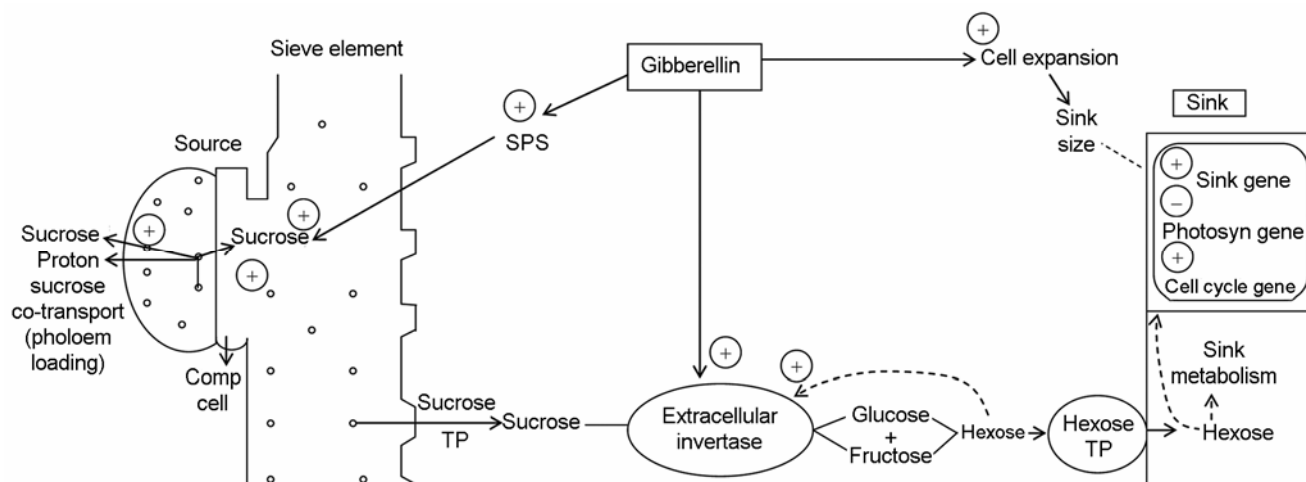 Sieve element
Gibberellin
+
Cell expansion
Sink
size
Sink
+
SPS
Source
+
Sink gene
−
Photosyn gene
+
Cell cycle gene
+
Sucrose
+
Sucrose
+
Proton
sucrose
co-transport
(pholoem
loading)
Comp
cell
Sucrose
TP
Sucrose
+
+
Extracellular
invertase
Glucose
+
Fructose
Hexose
Hexose
TP
Sink
metabolism
Hexose